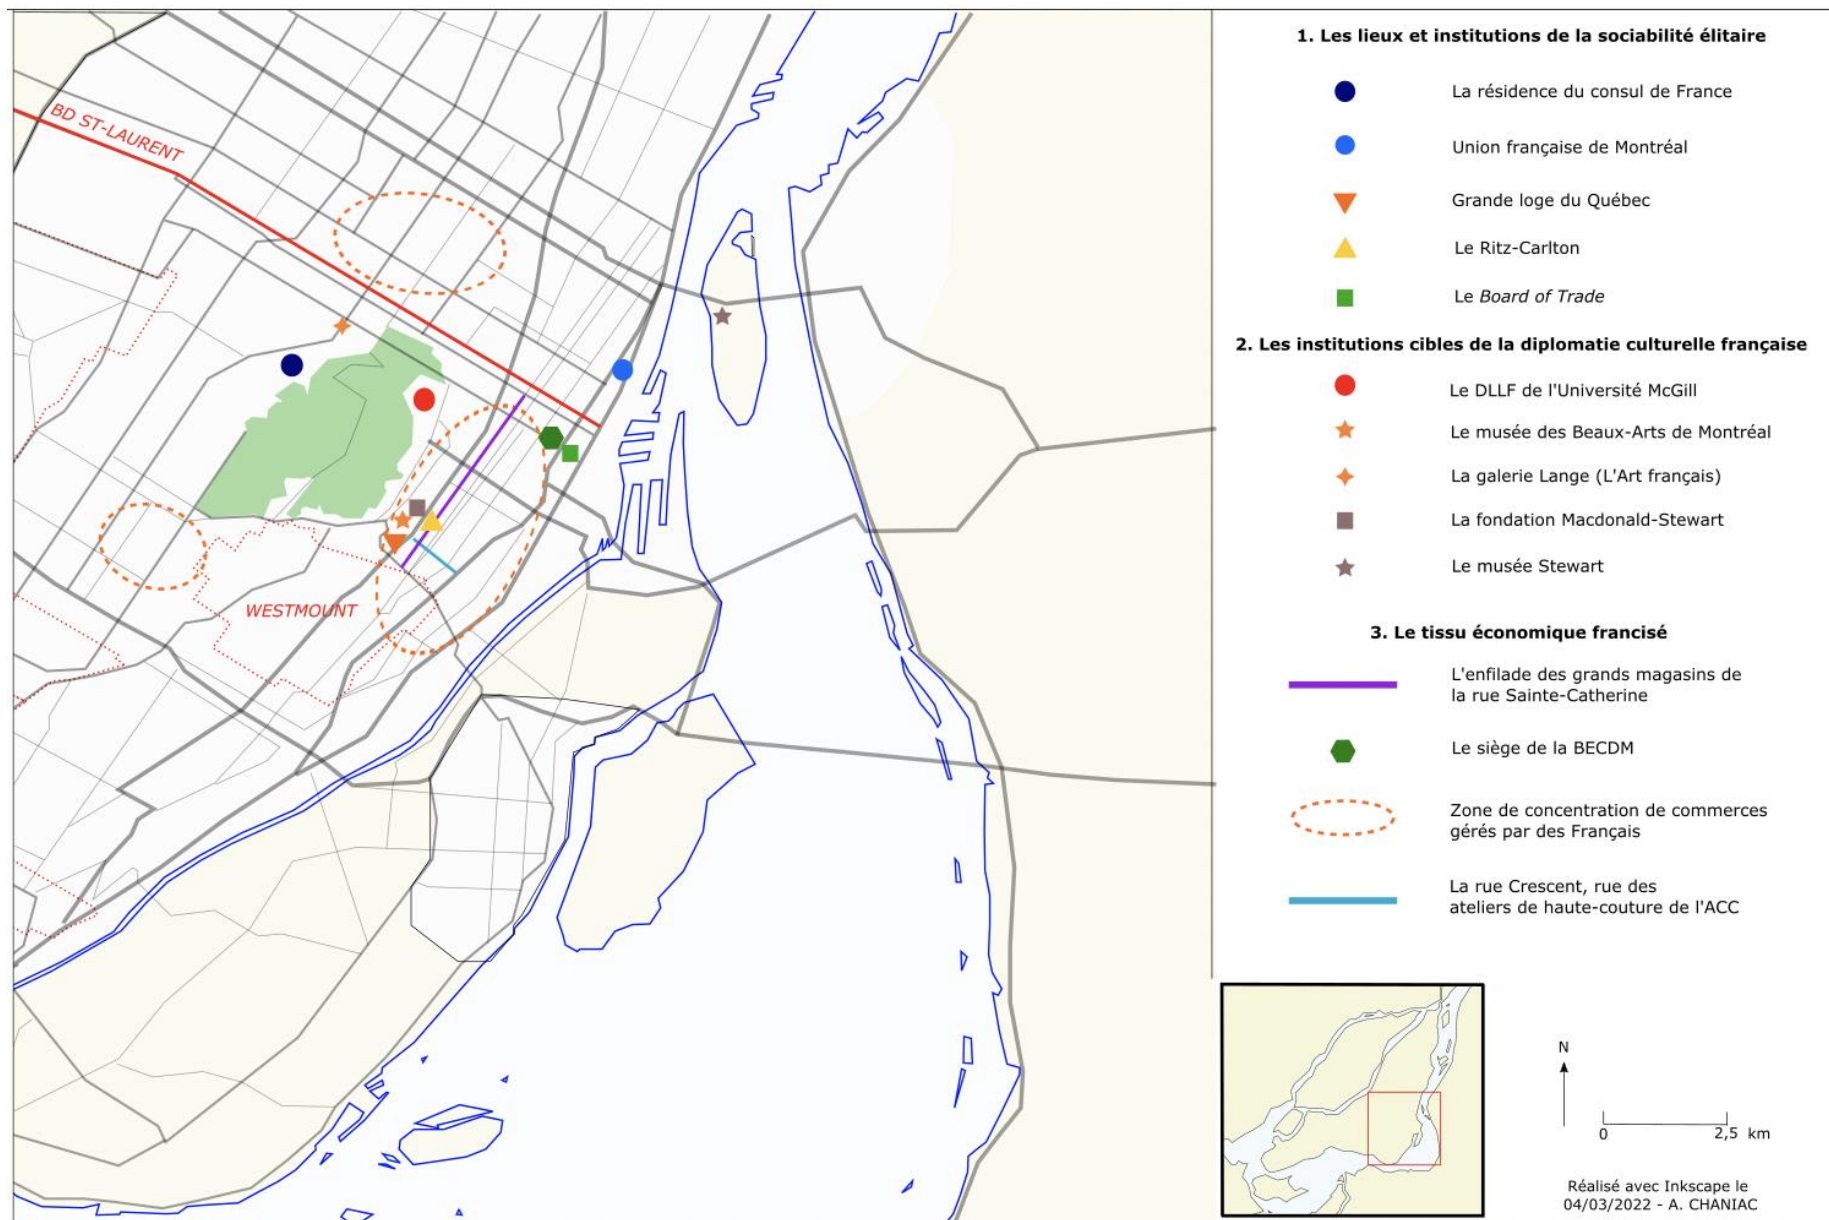 BD ST-LAURENT
WESTMOUNT
1. Les lieux et institutions de la sociabilité élitaire
La résidence du consul de France
Union française de Montréal
Grande loge du Québec
Le Ritz-Carlton
Le Board of Trade
2. Les institutions cibles de la diplomatie culturelle française
Le DLLF de l'Université McGill
Le musée des Beaux-Arts de Montréal
La galerie Lange (L'Art français)
La fondation Macdonald-Stewart
Le musée Stewart
3. Le tissu économique francisé
L'enfilade des grands magasins de
la rue Sainte-Catherine
Le siège de la BECDM
Zone de concentration de commerces
gérés par des Français
La rue Crescent, rue des
ateliers de haute-couture de l'ACC
N
0 2,5 km
Réalisé avec Inkscape le
04/03/2022 - A. CHANIAC